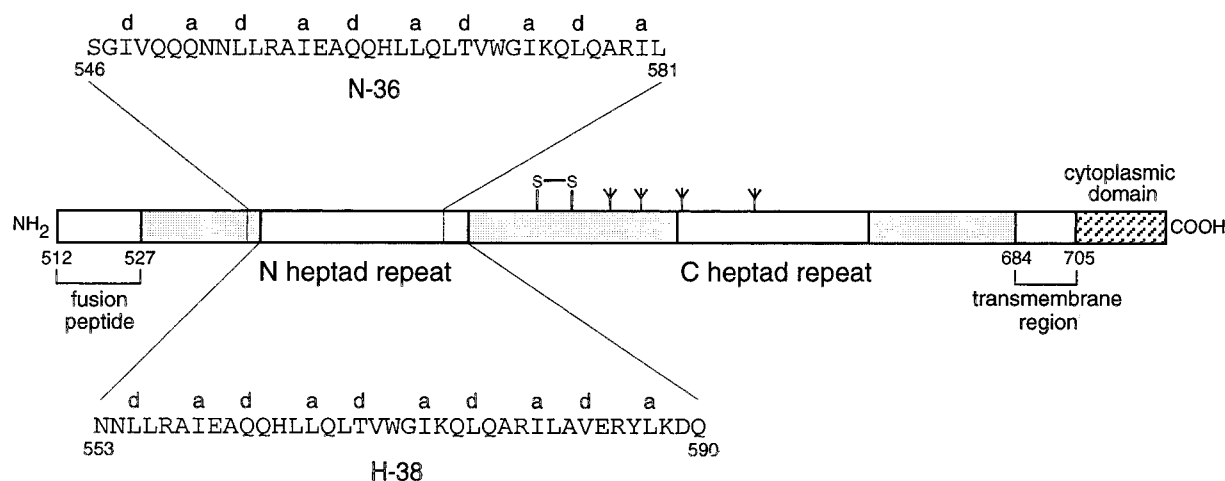 d a d a d a d a d a
SGIVQQQNNLLRAIEAQQHLLQLTVWGIKQLQARIL
546 581
N-36
S S
cytoplasmic
domain
NH2 COOH
512 527 N heptad repeat C heptad repeat 684 705
fusion
peptide
transmembrane
region
d a d a d a d a d a
NNLLRAIEAQQHLLQLTVWGIKQLQARILAVERYLKDQ
553 590
H-38